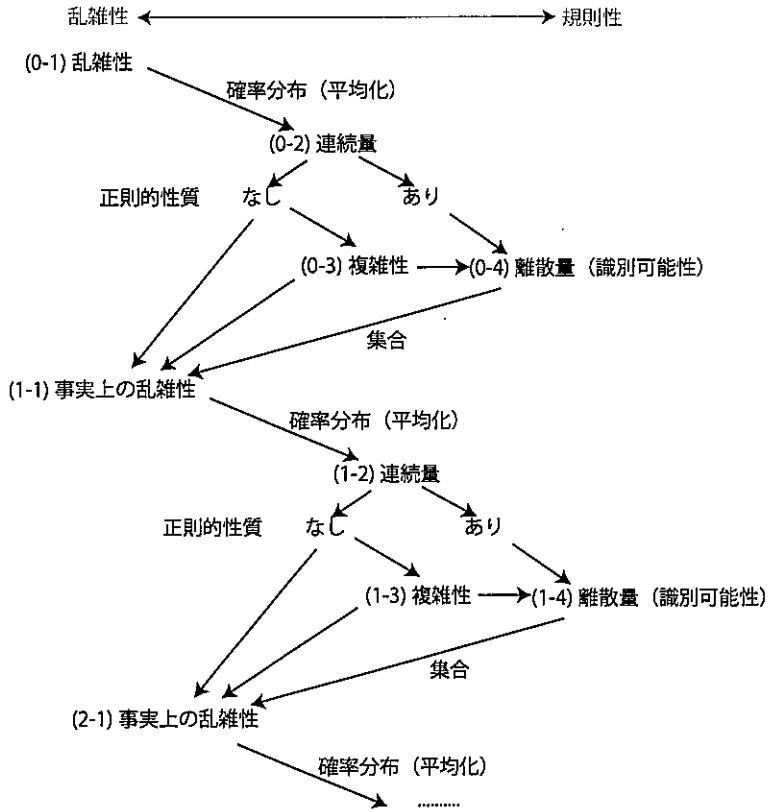 乱雑性 規則性
(0-1) 乱雑性
確率分布（平均化）
(0-2) 連続量
正則的性質 なし あり
(0-3) 複雑性 (0-4) 離散量（識別可能性）
集合
(1-1) 事実上の乱雑性
確率分布（平均化）
(1-2) 連続量
正則的性質 なし あり
(1-3) 複雑性 (1-4) 離散量（識別可能性）
集合
(2-1) 事実上の乱雑性
確率分布（平均化）
............